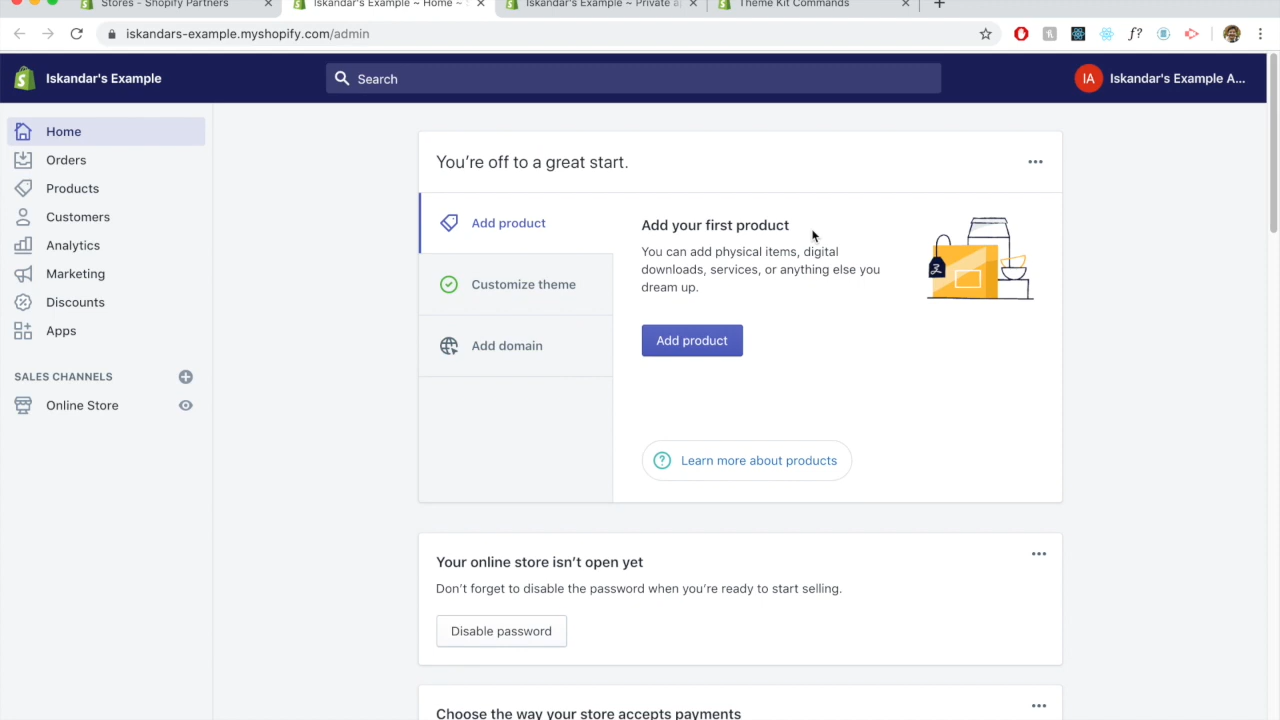 Stores - Shopify Partners
Iskandar's Example ~ Home ~
Iskandar's Example ~ Private a
Theme Kit Commands
iskandars-example.myshopify.com/admin
f?
Iskandar's Example
Search
IA
Iskandar's Example A...
Home
Orders
Products
Customers
Analytics
Marketing
Discounts
Apps
SALES CHANNELS
Online Store
You're off to a great start.
Add product
Customize theme
Add domain
Add your first product
You can add physical items, digital
downloads, services, or anything else you
dream up.
Add product
Learn more about products
Your online store isn't open yet
Don't forget to disable the password when you're ready to start selling.
Disable password
Choose the way your store accepts payments